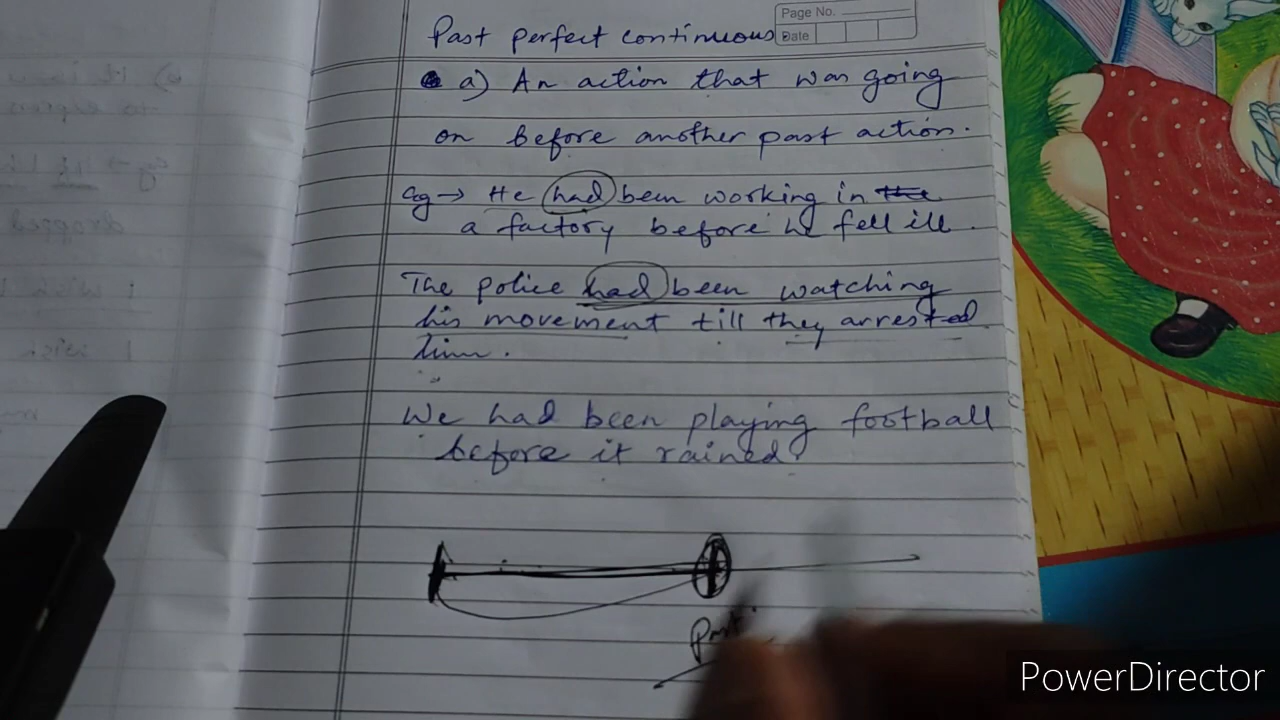 Page No.
Date
Past perfect continuous
a) An action that was going
on before another past action.
Eg → He had been working in the
a factory before he fell ill.
The police had been watching
his movement till they arrested
him.
We had been playing football
before it rained.
Past
PowerDirector